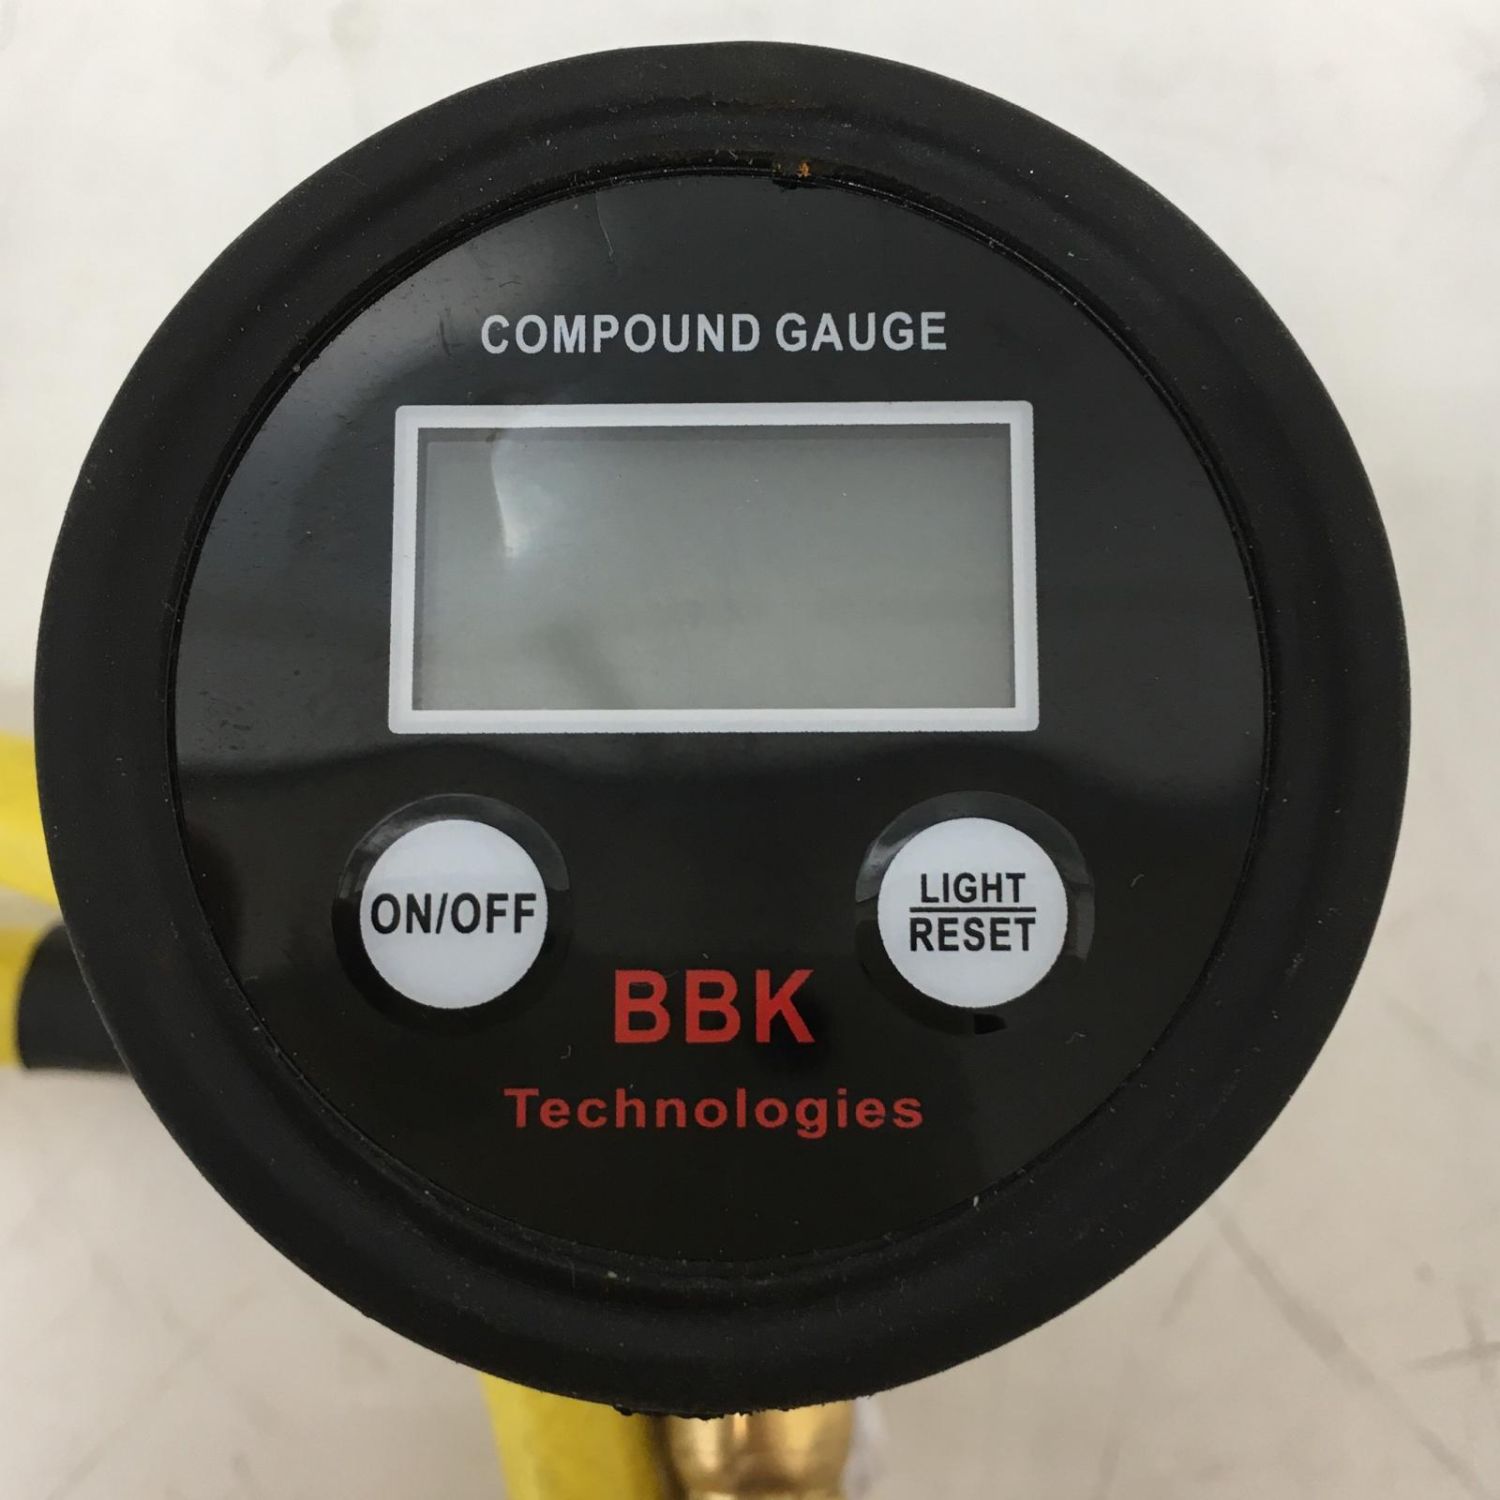 COMPOUND GAUGE
ON/OFF
LIGHT
RESET
BBK
Technologies